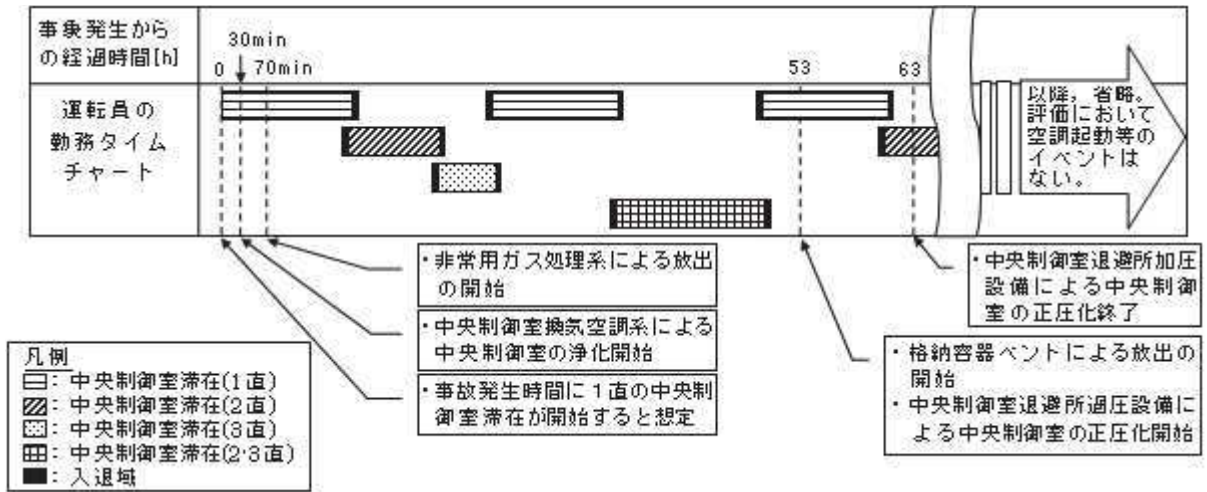 事象発生から
の経過時間[h]
30min
0
70min
53
63
運転員の
勤務タイム
チャート
以降，省略。
評価において
空調起動等の
イベントは
ない。
・非常用ガス処理系による放出
の開始
・中央制御室換気空調系による
中央制御室の浄化開始
・事故発生時間に１直の中央制
御室滞在が開始すると想定
・中央制御室退避所加圧
設備による中央制御
室の正圧化終了
・格納容器ベントによる放出の
開始
・中央制御室退避所過圧設備に
よる中央制御室の正圧化開始
凡例
：中央制御室滞在(1直)
：中央制御室滞在(2直)
：中央制御室滞在(3直)
：中央制御室滞在(2･3直)
：入退域